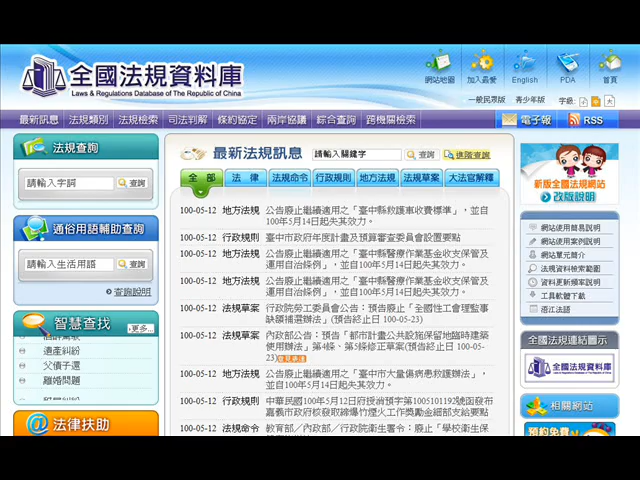 全國法規資料庫
Laws & Regulations Database of The Republic of China
網站地圖 加入最愛 English PDA 首頁
一般民眾版 青少年版 字級:
最新訊息 法規類別 法規檢索 司法判解 條約協定 兩岸協議 綜合查詢 跨機關檢索 電子報 RSS
法規查詢
請輸入字詞 查詢
通俗用語輔助查詢
請輸入生活用語 查詢
查詢說明
智慧查找 更多...
遺產糾紛
父債子還
離婚問題
法律扶助
最新法規訊息 請輸入關鍵字 查詢 進階查詢
全部 法律 法規命令 行政規則 地方法規 法規草案 大法官解釋
100-05-12 地方法規 公告廢止繼續適用之「臺中縣救護車收費標準」，並自
100年5月14日起失其效力。
100-05-12 行政規則 臺中市政府年度計畫及預算審查委員會設置要點
100-05-12 地方法規 公告廢止繼續適用之「臺中縣醫療作業基金收支保管及
運用自治條例」，並自100年5月14日起失其效力。
100-05-12 地方法規 公告廢止繼續適用之「臺中縣醫療作業基金收支保管及
運用自治條例」，並自100年5月14日起失其效力。
100-05-12 法規草案 行政院勞工委員會公告：預告廢止「全國性工會理監事
缺額補選辦法」(預告終止日 100-05-23)
100-05-12 法規草案 內政部公告：預告「都市計畫公共設施保留地臨時建築
使用辦法」第4條、第5條修正草案(預告終止日 100-05-
23)
100-05-12 地方法規 公告廢止繼續適用之「臺中市大量傷病患救護辦法」，
並自100年5月14日起失其效力。
100-05-12 行政規則 中華民國100年5月12日府授消預字第1005101192號函發布
嘉義市政府核發取締爆竹煙火工作獎勵金細部支給要點
100-05-12 法規命令 教育部／內政部／行政院衛生署令：廢止「學校衛生保
新版全國法規網站
改版說明
網站使用簡易說明
網站使用案例說明
網站單元簡介
法規資料檢索範圍
資料更新頻率說明
工具軟體下載
語江法語
全國法規連結圖示
全國法規資料庫
Laws & Regulations Database of The Republic of China
相關網站
預約免費